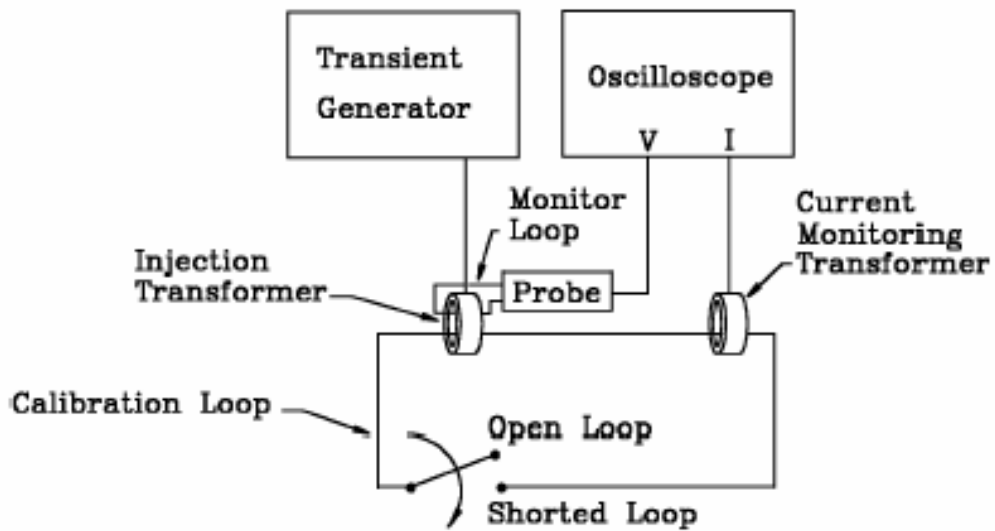 Transient
Generator
Oscilloscope
V I
Monitor
Loop
Current
Monitoring
Transformer
Injection
Transformer
Probe
Calibration Loop
Open Loop
Shorted Loop